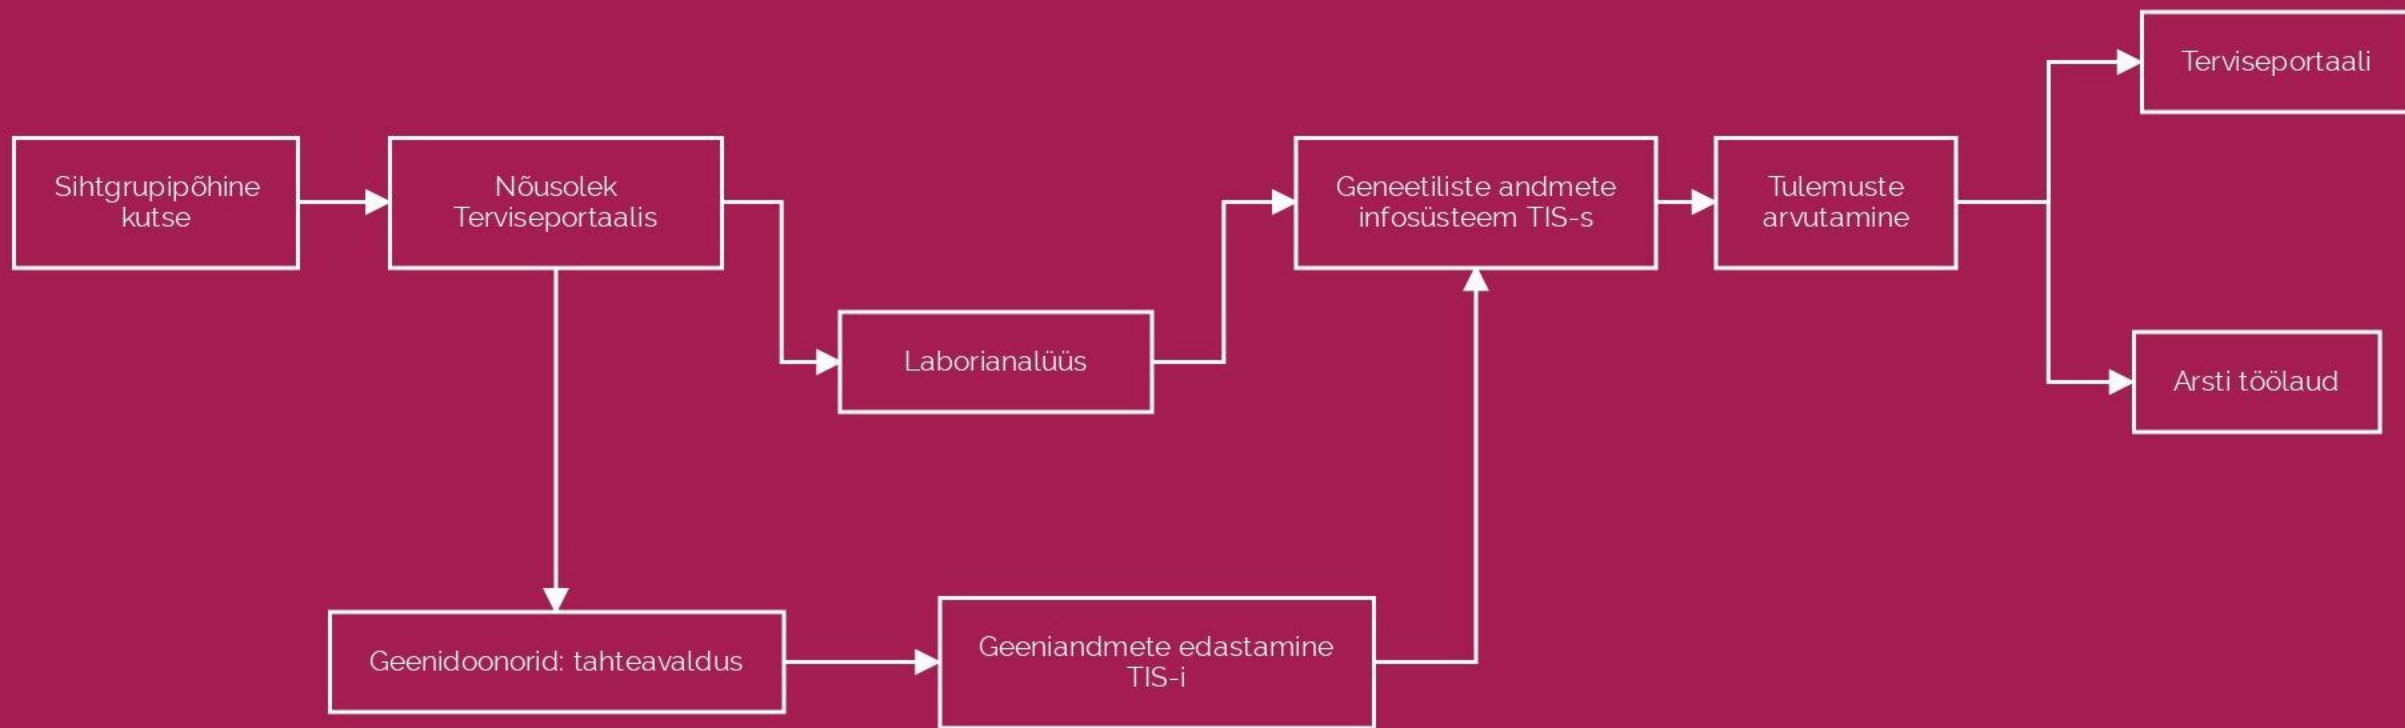 Sihtgrupipõhine
kutse
Nõusolek
Terviseportaalis
Laborianalüüs
Geenidoonorid: tahteavaldus
Geeniandmete edastamine
TIS-i
Geneetiliste andmete
infosüsteem TIS-s
Tulemuste
arvutamine
Terviseportaali
Arsti töölaud